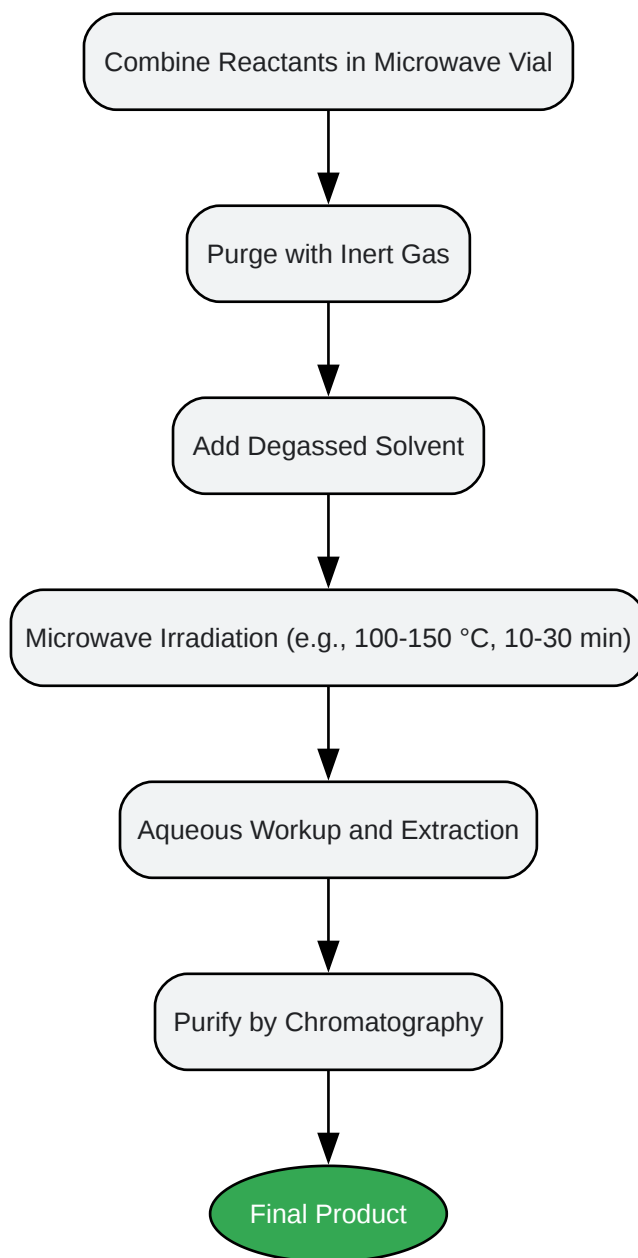 Combine Reactants in Microwave Vial
Purge with Inert Gas
Add Degassed Solvent
Microwave Irradiation (e.g., 100-150 °C, 10-30 min)
Aqueous Workup and Extraction
Purify by Chromatography
Final Product